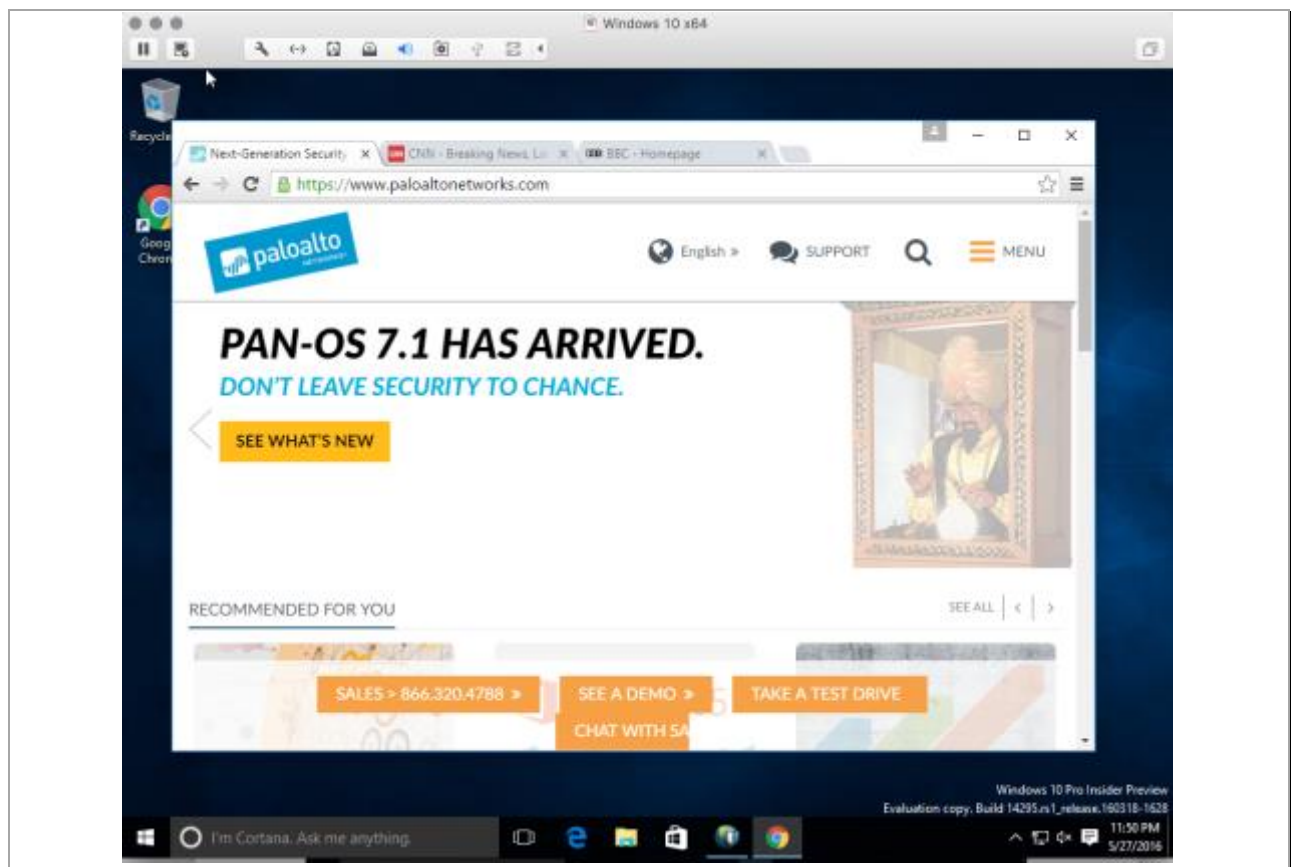 Windows 10 x64
Recycle
Next-Generation Security
CNN - Breaking News, La
BBC - Homepage
https://www.paloaltonetworks.com
Goog
Chron
paloalto
NETWORKS
English »
SUPPORT
MENU
PAN-OS 7.1 HAS ARRIVED.
DON'T LEAVE SECURITY TO CHANCE.
SEE WHAT'S NEW
RECOMMENDED FOR YOU
SEE ALL
SALES > 866.320.4788 »
SEE A DEMO »
TAKE A TEST DRIVE
CHAT WITH SA
Windows 10 Pro Insider Preview
Evaluation copy. Build 14295.rs1_release.160318-1628
I'm Cortana. Ask me anything.
11:50 PM
5/27/2016